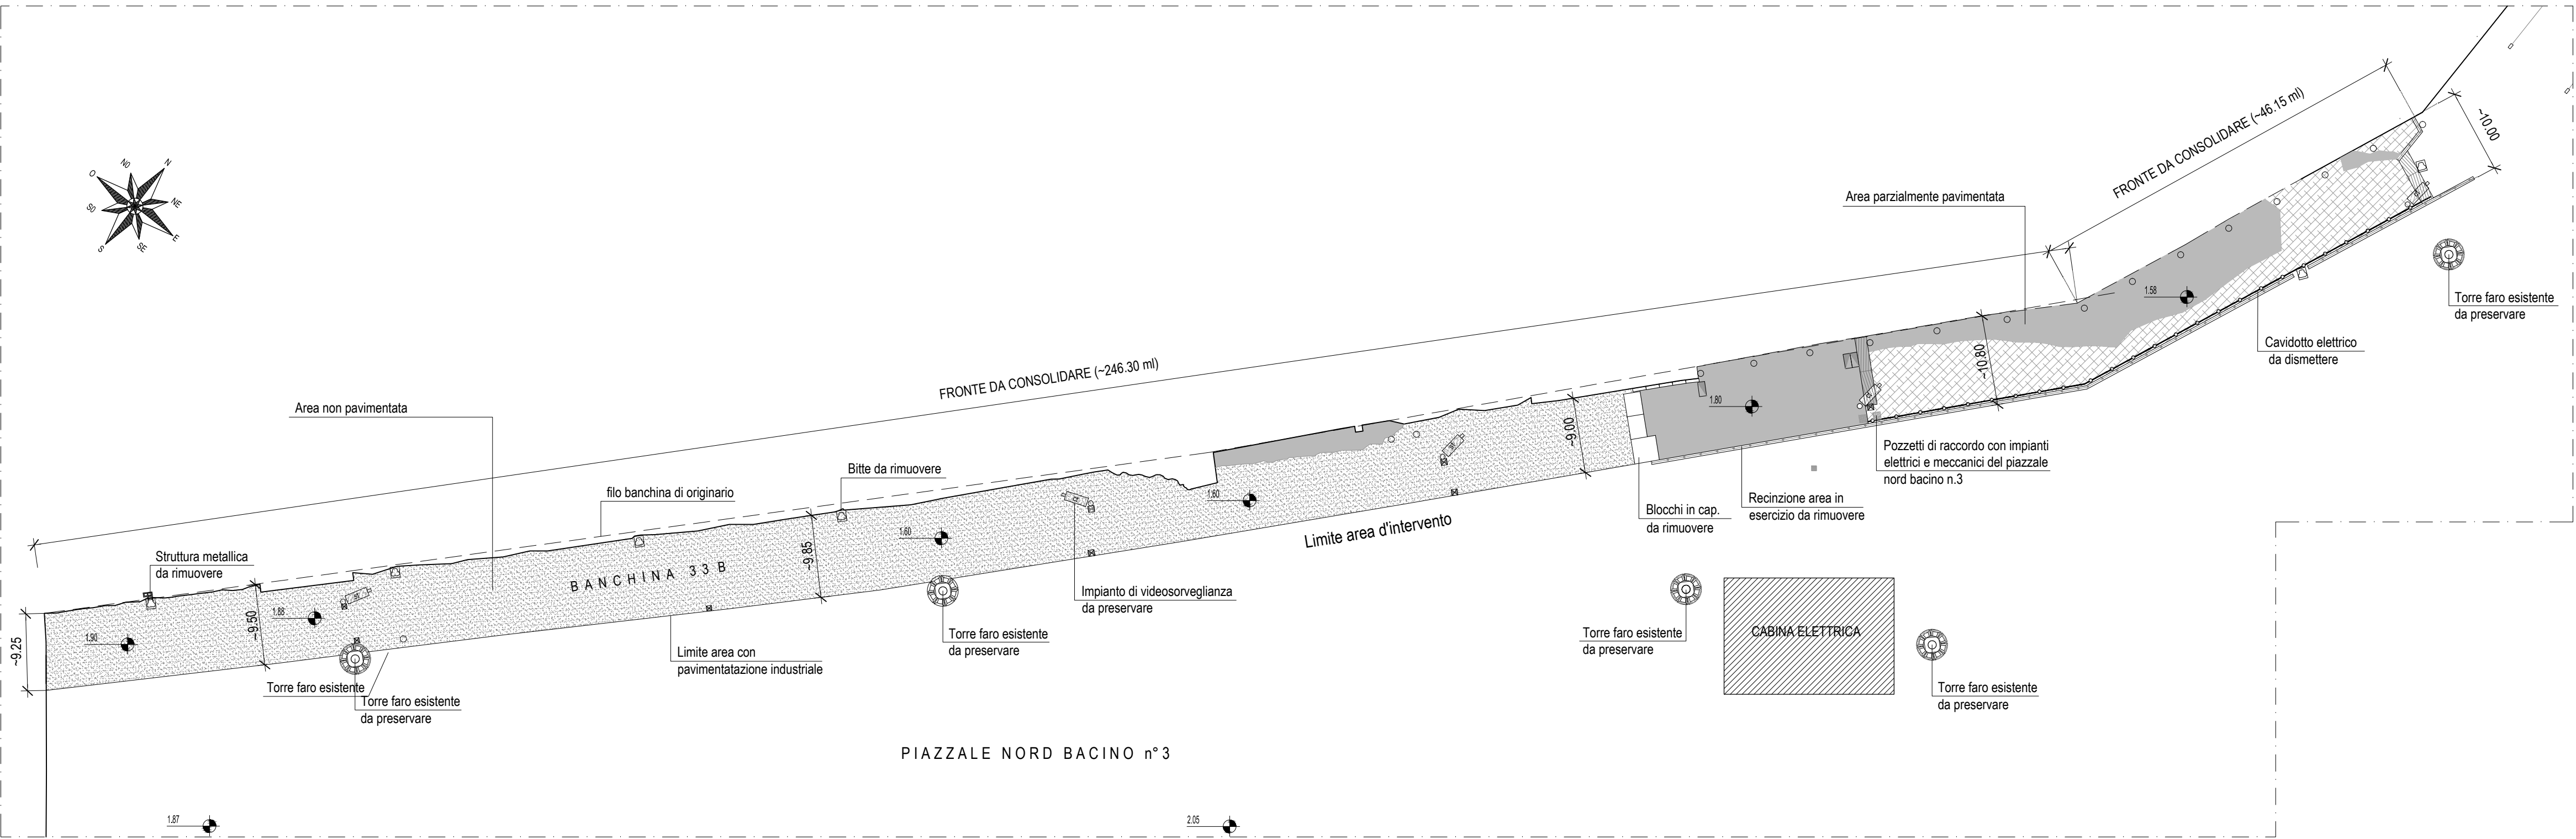 N
NO
O
NE
SO
E
SE
S
FRONTE DA CONSOLIDARE (~46.15 ml)
~10.00
Area parzialmente pavimentata
1.58
Torre faro esistente
da preservare
Cavidotto elettrico
da dismettere
FRONTE DA CONSOLIDARE (~246.30 ml)
~10.80
1.80
Area non pavimentata
~9.00
Pozzetti di raccordo con impianti
elettrici e meccanici del piazzale
nord bacino n.3
Bitte da rimuovere
filo banchina di originario
1.60
Recinzione area in
esercizio da rimuovere
Blocchi in cap.
da rimuovere
Limite area d'intervento
1.60
~9.85
Struttura metallica
da rimuovere
BANCHINA 33 B
Impianto di videosorveglianza
da preservare
~9.50
1.88
1.90
~9.25
Torre faro esistente
da preservare
Torre faro esistente
da preservare
CABINA ELETTRICA
Limite area con
pavimentatazione industriale
Torre faro esistente
Torre faro esistente
da preservare
Torre faro esistente
da preservare
PIAZZALE NORD BACINO n°3
1.87
2.05